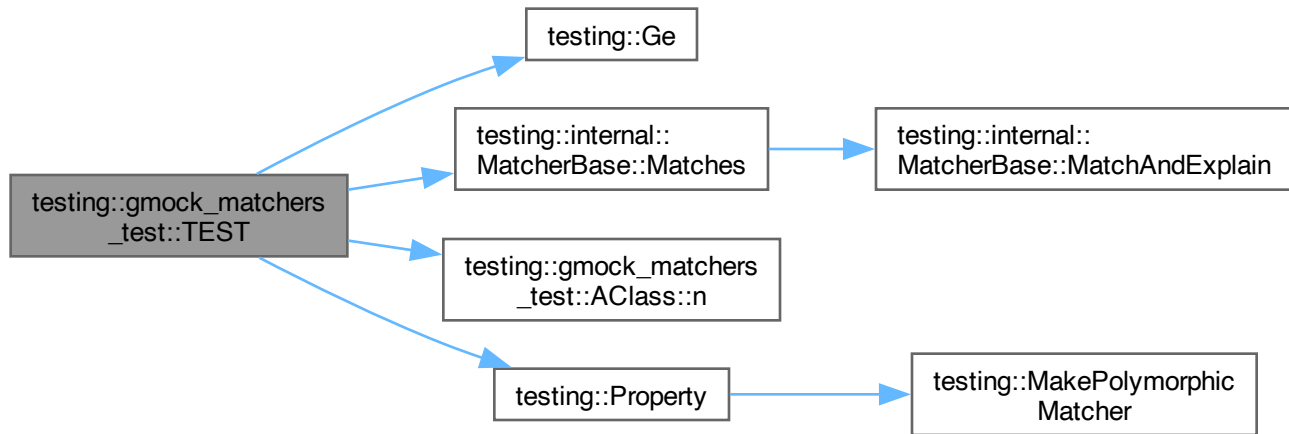 testing::Ge
testing::internal::
MatcherBase::Matches
testing::internal::
MatcherBase::MatchAndExplain
testing::gmock_matchers
_test::TEST
testing::gmock_matchers
_test::AClass::n
testing::Property
testing::MakePolymorphic
Matcher